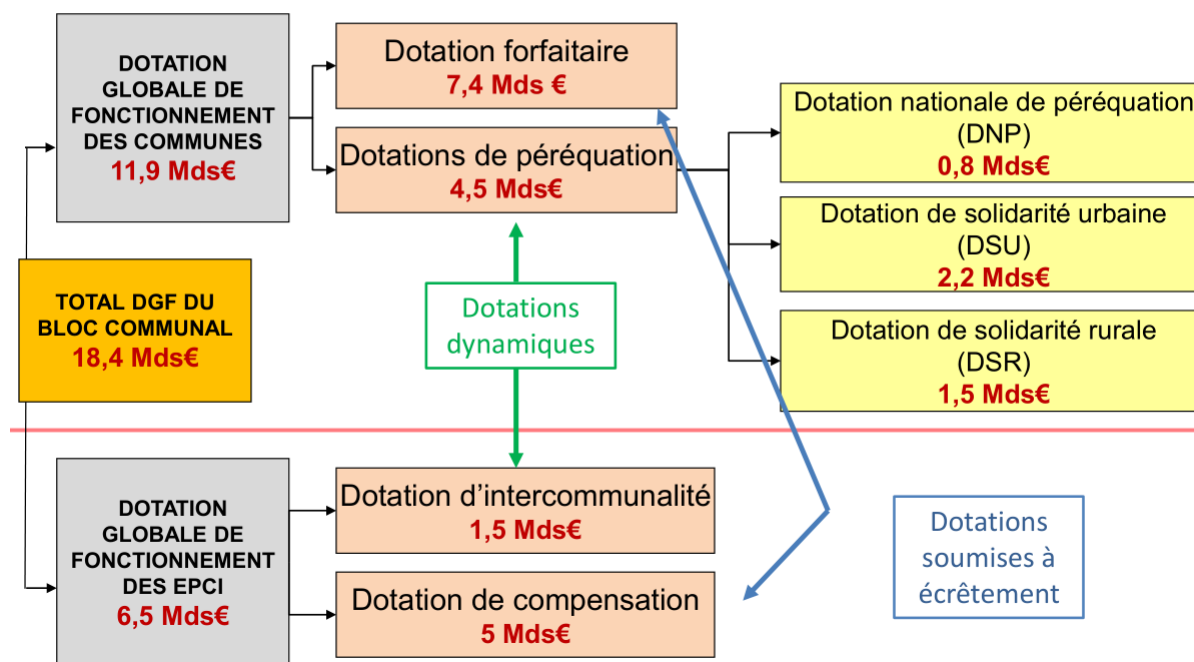 DOTATION
GLOBALE DE
FONCTIONNEMENT
DES COMMUNES
11,9 Mds€
Dotation forfaitaire
7,4 Mds €
Dotations de péréquation
4,5 Mds€
Dotation nationale de péréquation
(DNP)
0,8 Mds€
Dotation de solidarité urbaine
(DSU)
2,2 Mds€
Dotation de solidarité rurale
(DSR)
1,5 Mds€
TOTAL DGF DU
BLOC COMMUNAL
18,4 Mds€
Dotations
dynamiques
DOTATION
GLOBALE DE
FONCTIONNEMENT
DES EPCI
6,5 Mds€
Dotation d’intercommunalité
1,5 Mds€
Dotation de compensation
5 Mds€
Dotations
soumises à
écrêtement